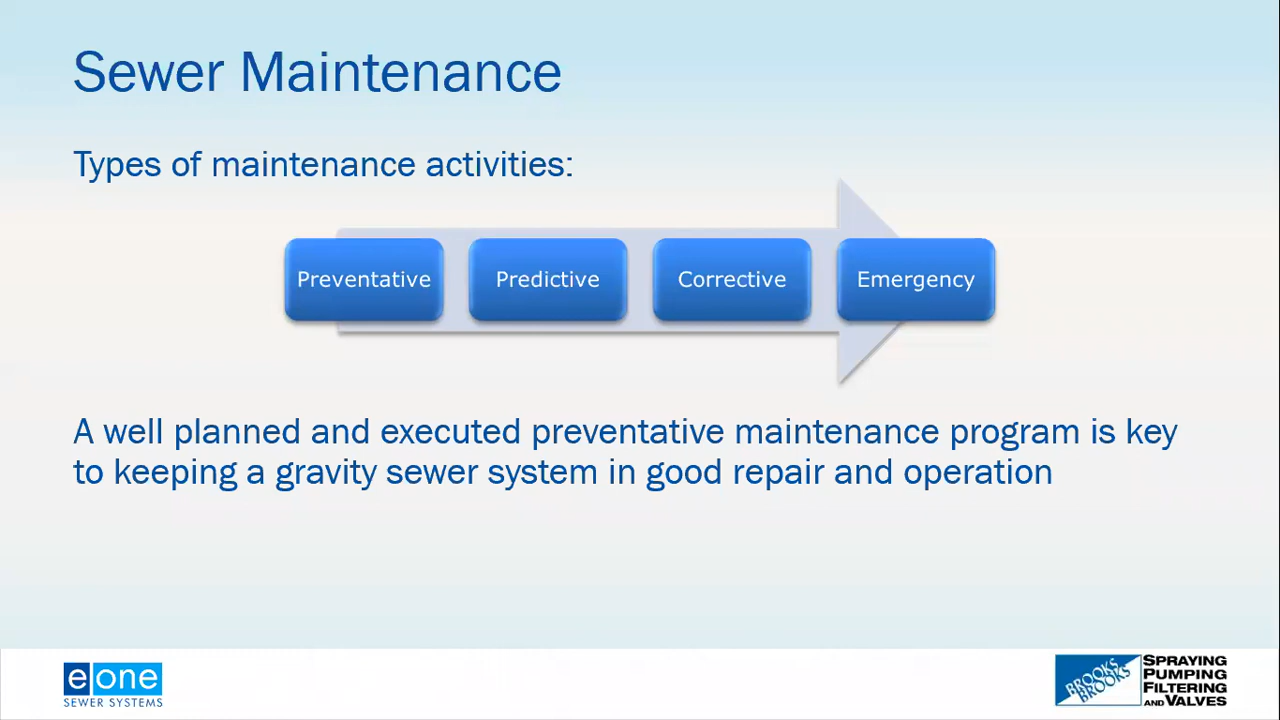 Sewer Maintenance
Types of maintenance activities:
Preventative
Predictive
Corrective
Emergency
A well planned and executed preventative maintenance program is key
to keeping a gravity sewer system in good repair and operation
eone
SEWER SYSTEMS
BROOKS
BROOKS
SPRAYING
PUMPING
FILTERING
AND VALVES